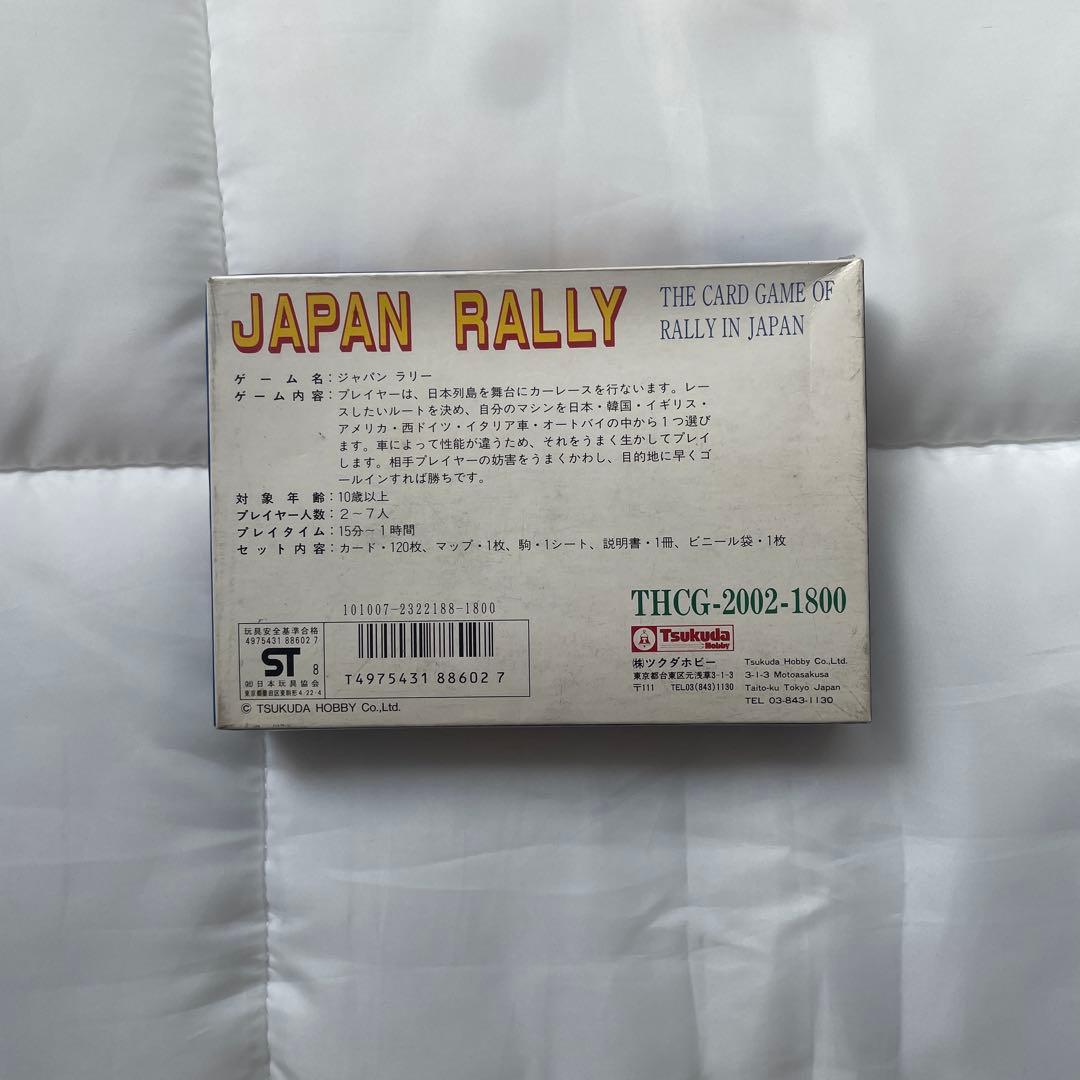 JAPAN RALLY
THE CARD GAME OF
RALLY IN JAPAN
ゲーム名：ジャパン ラリー
ゲーム内容：プレイヤーは、日本列島を舞台にカーレースを行ないます。レー
スしたいルートを決め、自分のマシンを日本・韓国・イギリス・
アメリカ・西ドイツ・イタリア車・オートバイの中から1つ選び
ます。車によって性能が違うため、それをうまく生かしてプレイ
します。相手プレイヤーの妨害をうまくかわし、目的地に早くゴ
ールインすれば勝ちです。
対象年齢：10歳以上
プレイヤー人数：2〜7人
プレイタイム：15分〜1時間
セット内容：カード・120枚、マップ・1枚、駒・1シート、説明書・1冊、ビニール袋・1枚
101007-2322188-1800
玩具安全基準合格
4975431 88602 7
ST 8
㈳日本玩具協会
東京都墨田区東駒形4-22-4
T4975431 88602 7
© TSUKUDA HOBBY Co.,Ltd.
THCG-2002-1800
Tsukuda
Hobby
㈱ツクダホビー
東京都台東区元浅草3-1-3
〒111 TEL03(843)1130
Tsukuda Hobby Co.,Ltd.
3-1-3 Motoasakusa
Taito-ku Tokyo Japan
TEL 03-843-1130